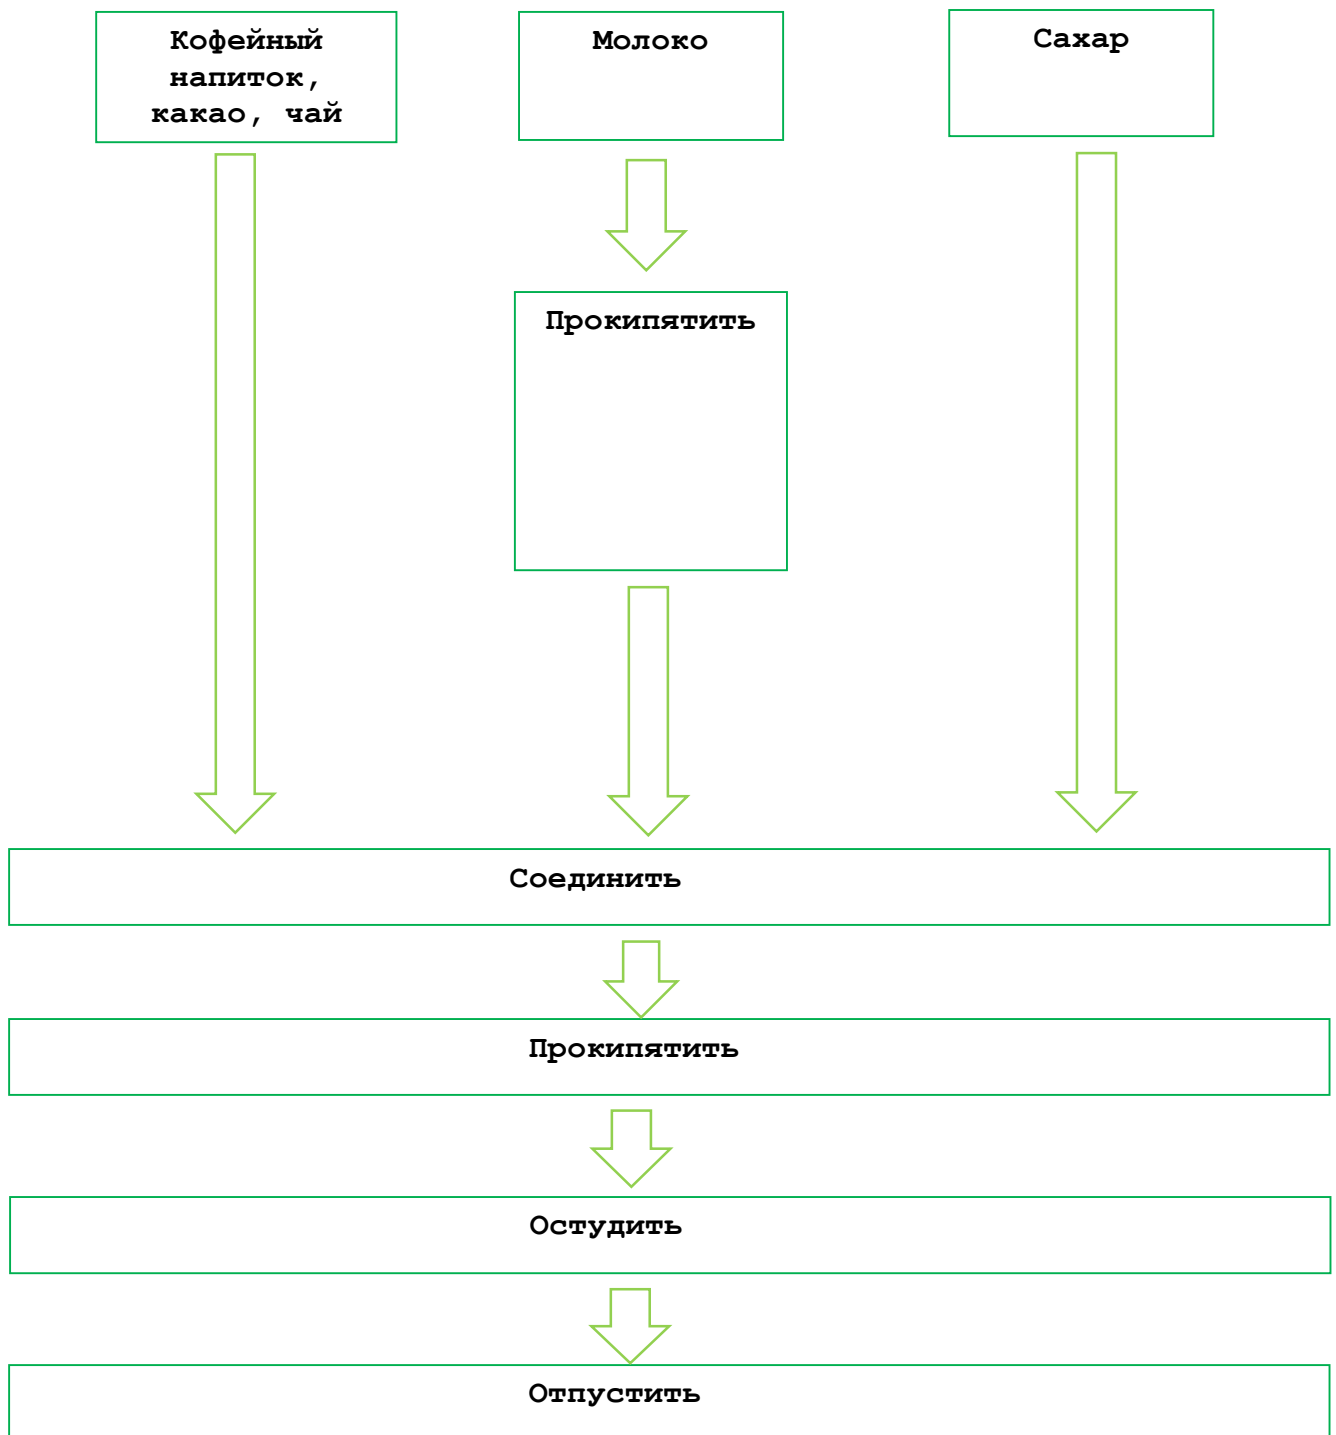 Кофейный
напиток,
какао, чай
Молоко
Сахар
Прокипятить
Соединить
Прокипятить
Остудить
Отпустить